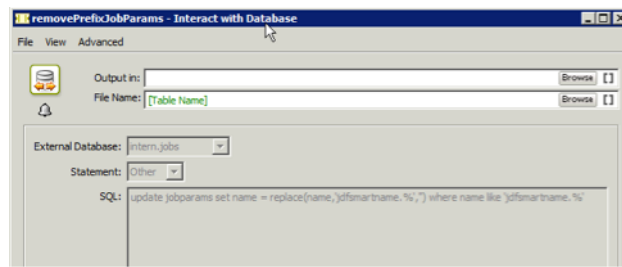 removePrefixJobParams - Interact with Database
File View Advanced
Output in: Browse []
File Name: [Table Name] Browse []
External Database: intern.jobs
Statement: Other
SQL: update jobparams set name = replace(name,'jdfsmartname.%','') where name like 'jdfsmartname.%'